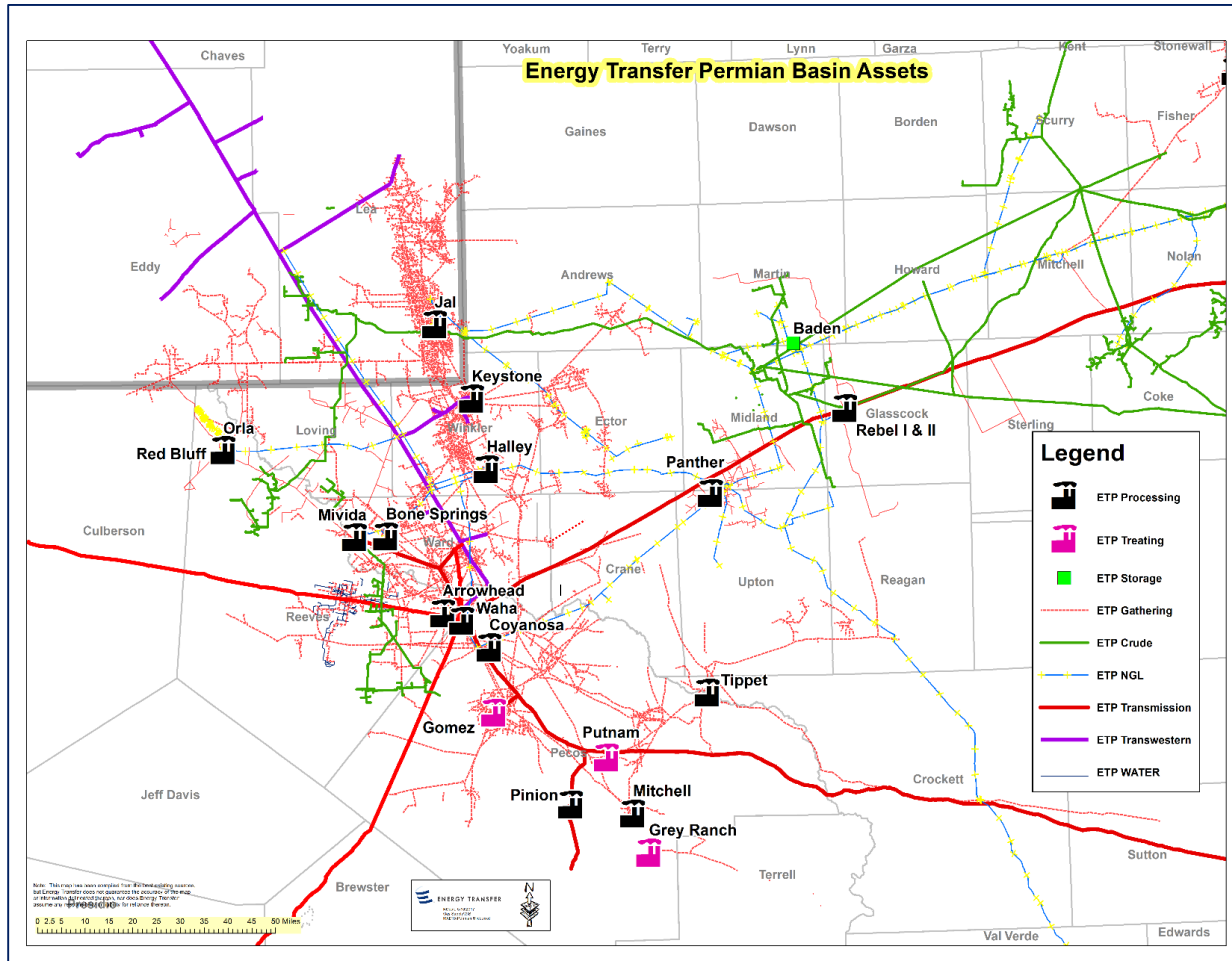 Chaves
Yoakum
Terry
Lynn
Garza
Kent
Stonewall
Energy Transfer Permian Basin Assets
Gaines
Dawson
Borden
Scurry
Fisher
Lea
Eddy
Andrews
Martin
Howard
Mitchell
Nolan
Jal
Baden
Keystone
Loving
Winkler
Ector
Midland
Glasscock
Rebel I & II
Sterling
Coke
Orla
Red Bluff
Halley
Panther
Culberson
Mivida
Bone Springs
Ward
Crane
Upton
Reagan
Reeves
Arrowhead
Waha
Coyanosa
Tippet
Gomez
Putnam
Pecos
Crockett
Jeff Davis
Pinion
Mitchell
Grey Ranch
Terrell
Sutton
Brewster
Presidio
Val Verde
Edwards
Legend
ETP Processing
ETP Treating
ETP Storage
ETP Gathering
ETP Crude
ETP NGL
ETP Transmission
ETP Transwestern
ETP WATER
ENERGY TRANSFER
N
0 2.5 5 10 15 20 25 30 35 40 45 50 Miles